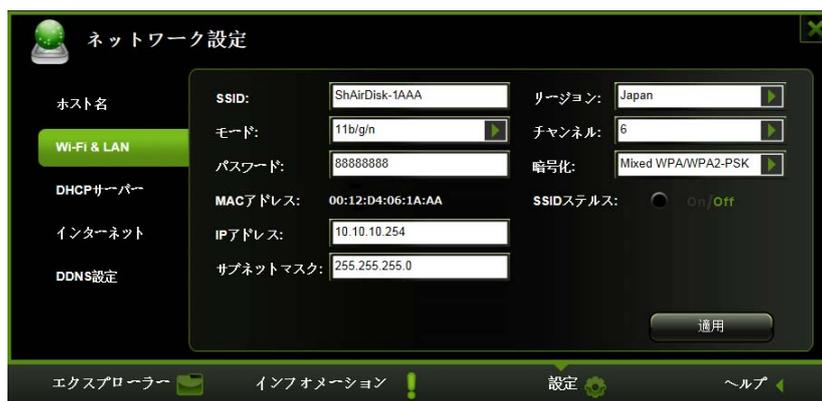 ネットワーク設定
ホスト名
Wi-Fi & LAN
DHCPサーバー
インターネット
DDNS設定
SSID: ShAirDisk-1AAA リージョン: Japan
モード: 11b/g/n チャンネル: 6
パスワード: 88888888 暗号化: Mixed WPA/WPA2-PSK
MACアドレス: 00:12:D4:06:1A:AA SSIDステルス: On/Off
IPアドレス: 10.10.10.254
サブネットマスク: 255.255.255.0
適用
エクスプローラー インフォメーション 設定 ヘルプ